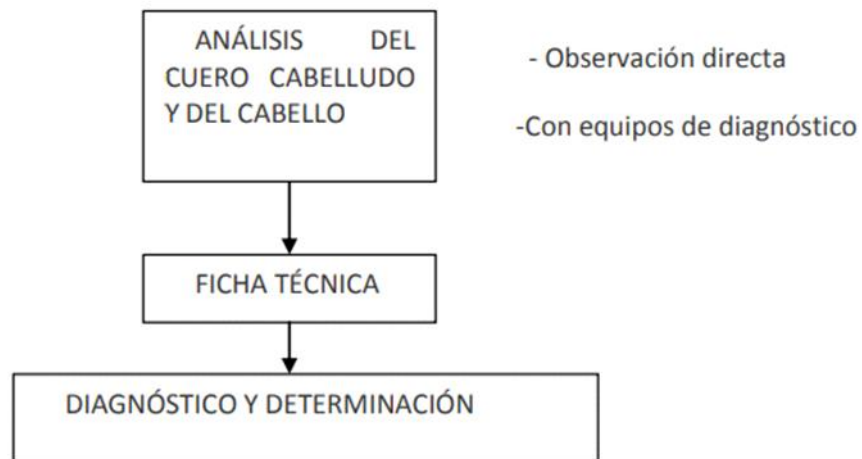 ANÁLISIS DEL
CUERO CABELLUDO
Y DEL CABELLO
- Observación directa
-Con equipos de diagnóstico
FICHA TÉCNICA
DIAGNÓSTICO Y DETERMINACIÓN